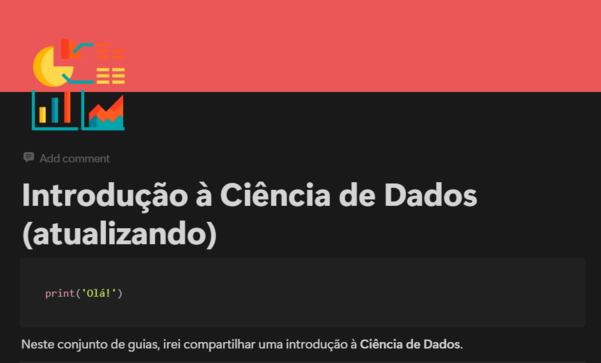 Add comment
Introdução à Ciência de Dados
(atualizando)
print('Olá!')
Neste conjunto de guias, irei compartilhar uma introdução à Ciência de Dados.